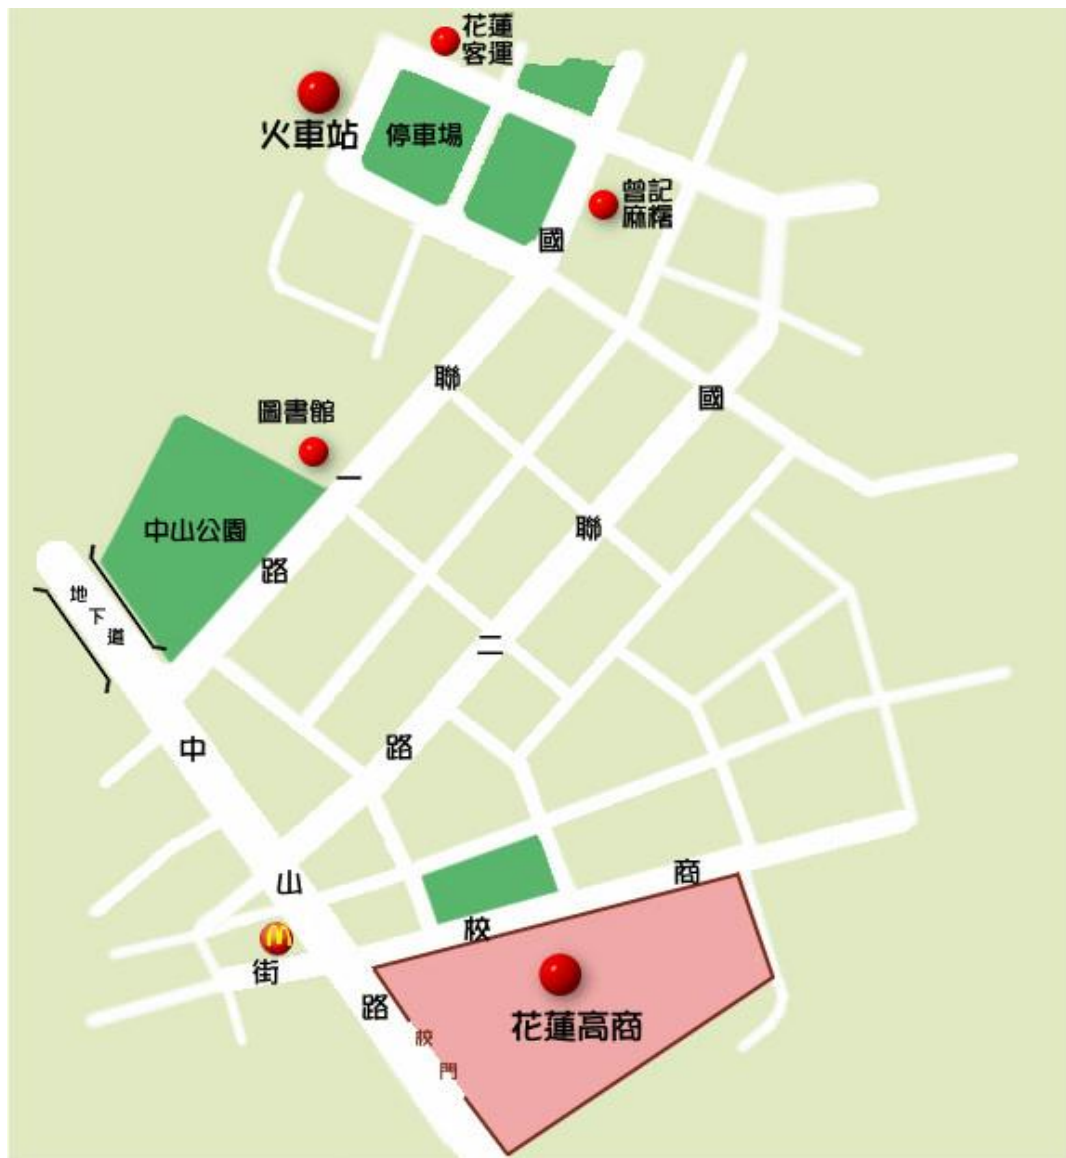 花蓮
客運
火車站
停車場
曾記
麻糬
國聯一路
圖書館
國聯二路
中山公園
地下道
中山路
商校街
花蓮高商
校門